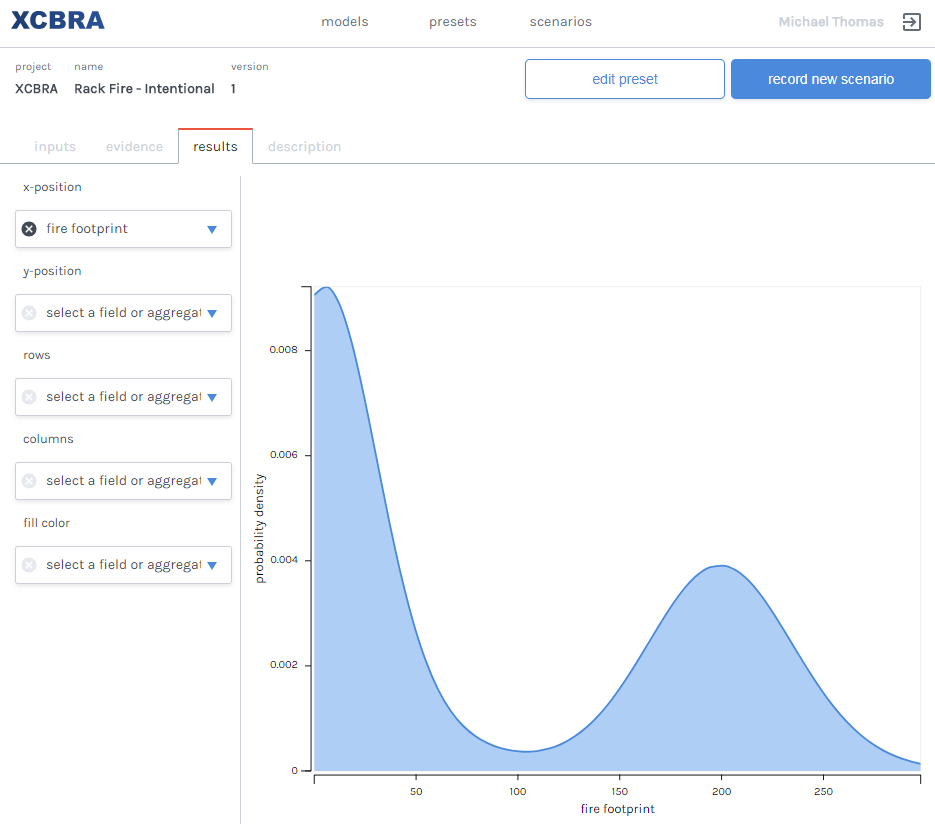 XCBRA models presets scenarios Michael Thomas
project name version
XCBRA Rack Fire - Intentional 1
edit preset record new scenario
inputs evidence results description
x-position
fire footprint
y-position
select a field or aggregat
rows
select a field or aggregat
columns
select a field or aggregat
fill color
select a field or aggregat
probability density
0.008
0.006
0.004
0.002
0
50 100 150 200 250
fire footprint